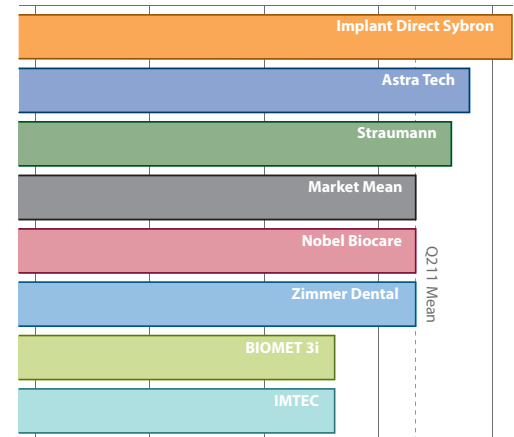 Implant Direct Sybron
Astra Tech
Straumann
Market Mean
Nobel Biocare
Q211 Mean
Zimmer Dental
BIOMET 3i
IMTEC